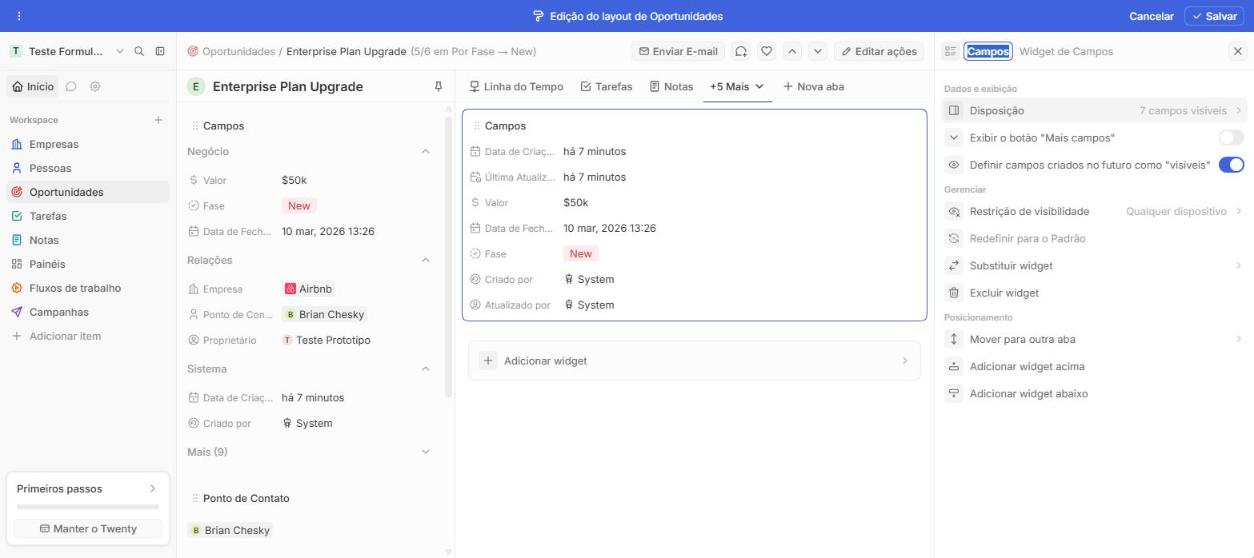 Edição do layout de Oportunidades
Cancelar
Salvar
T Teste Formul...
Oportunidades / Enterprise Plan Upgrade (5/6 em Por Fase → New)
Enviar E-mail
Editar ações
Campos Widget de Campos
Início
Workspace
Empresas
Pessoas
Oportunidades
Tarefas
Notas
Painéis
Fluxos de trabalho
Campanhas
Adicionar item
Primeiros passos
Manter o Twenty
E Enterprise Plan Upgrade
Campos
Negócio
Valor $50k
Fase New
Data de Fech... 10 mar, 2026 13:26
Relações
Empresa Airbnb
Ponto de Con... B Brian Chesky
Proprietário T Teste Prototipo
Sistema
Data de Criaç... há 7 minutos
Criado por System
Mais (9)
Ponto de Contato
B Brian Chesky
Linha do Tempo
Tarefas
Notas
+5 Mais
Nova aba
Campos
Data de Criaç... há 7 minutos
Última Atualiz... há 7 minutos
Valor $50k
Data de Fech... 10 mar, 2026 13:26
Fase New
Criado por System
Atualizado por System
Adicionar widget
Dados e exibição
Disposição 7 campos visíveis
Exibir o botão "Mais campos"
Definir campos criados no futuro como "visíveis"
Gerenciar
Restrição de visibilidade Qualquer dispositivo
Redefinir para o Padrão
Substituir widget
Excluir widget
Posicionamento
Mover para outra aba
Adicionar widget acima
Adicionar widget abaixo